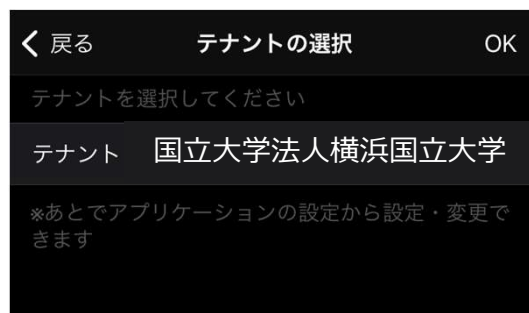 戻る テナントの選択 OK
テナントを選択してください
テナント 国立大学法人横浜国立大学
※あとでアプリケーションの設定から設定・変更で
きます